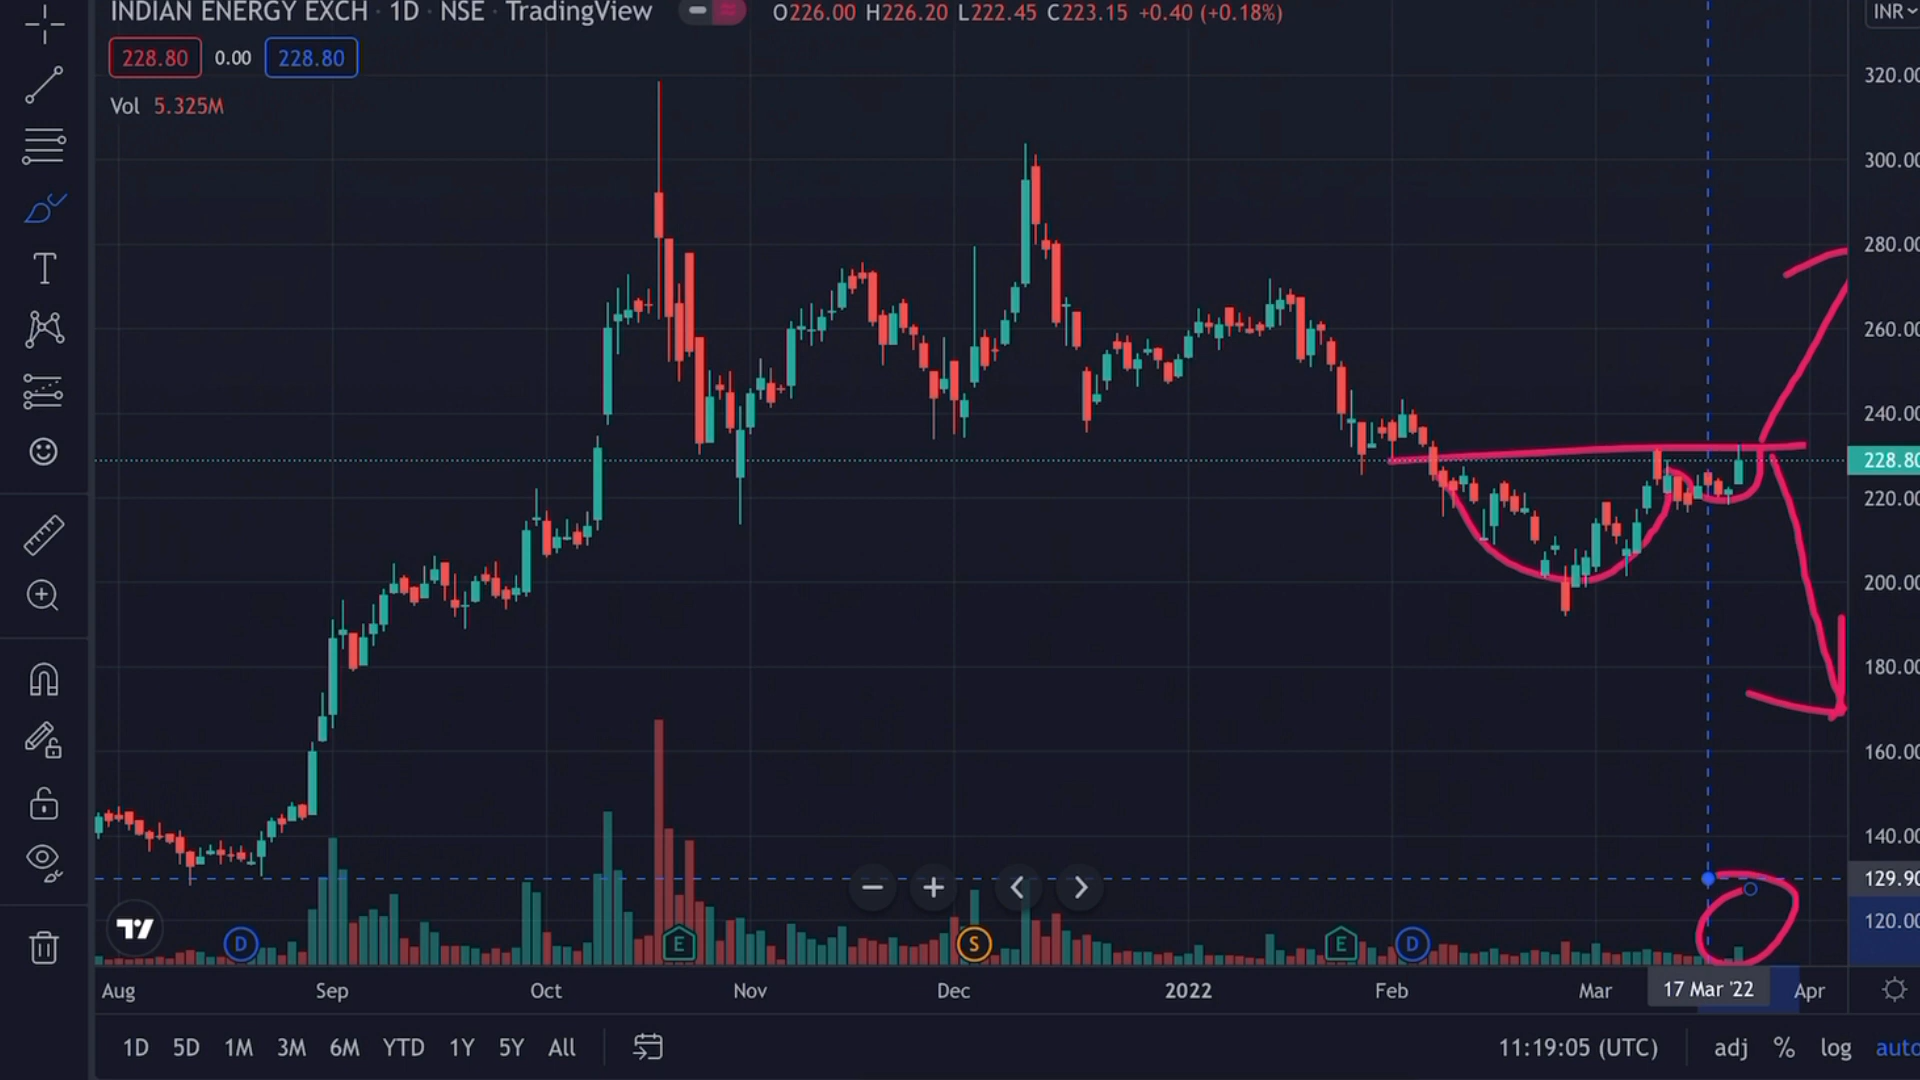 INDIAN ENERGY EXCH · 1D · NSE · TradingView O226.00 H226.20 L222.45 C223.15 +0.40 (+0.18%) INR
228.80 0.00 228.80
Vol 5.325M
320.00
300.00
280.00
260.00
240.00
228.80
220.00
200.00
180.00
160.00
140.00
129.90
120.00
D E S E D
Aug Sep Oct Nov Dec 2022 Feb Mar 17 Mar '22 Apr
1D 5D 1M 3M 6M YTD 1Y 5Y All 11:19:05 (UTC) adj % log auto